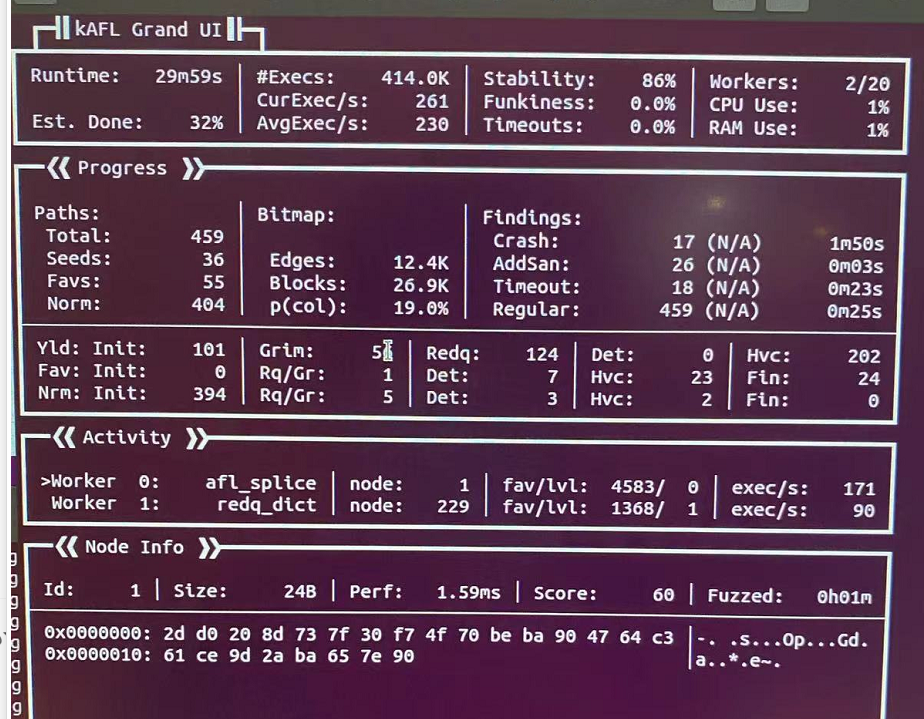 kAFL Grand UI
Runtime: 29m59s #Execs: 414.0K Stability: 86% Workers: 2/20
CurExec/s: 261 Funkiness: 0.0% CPU Use: 1%
Est. Done: 32% AvgExec/s: 230 Timeouts: 0.0% RAM Use: 1%
Progress
Paths: Bitmap: Findings:
Total: 459 Crash: 17 (N/A) 1m50s
Seeds: 36 Edges: 12.4K AddSan: 26 (N/A) 0m03s
Favs: 55 Blocks: 26.9K Timeout: 18 (N/A) 0m23s
Norm: 404 p(col): 19.0% Regular: 459 (N/A) 0m25s
Yld: Init: 101 Grim: Redq: 124 Det: 0 Hvc: 202
Fav: Init: 0 Rq/Gr: 1 Det: 7 Hvc: 23 Fin: 24
Nrm: Init: 394 Rq/Gr: 5 Det: 3 Hvc: 2 Fin: 0
Activity
>Worker 0: afl_splice node: 1 fav/lvl: 4583/ 0 exec/s: 171
Worker 1: redq_dict node: 229 fav/lvl: 1368/ 1 exec/s: 90
Node Info
Id: 1 Size: 24B Perf: 1.59ms Score: 60 Fuzzed: 0h01m
0x0000000: 2d d0 20 8d 73 7f 30 f7 4f 70 be ba 90 47 64 c3 -. .s...Op...Gd.
0x0000010: 61 ce 9d 2a ba 65 7e 90 a..*.e~.
g
g
g
g
g
g
g
g